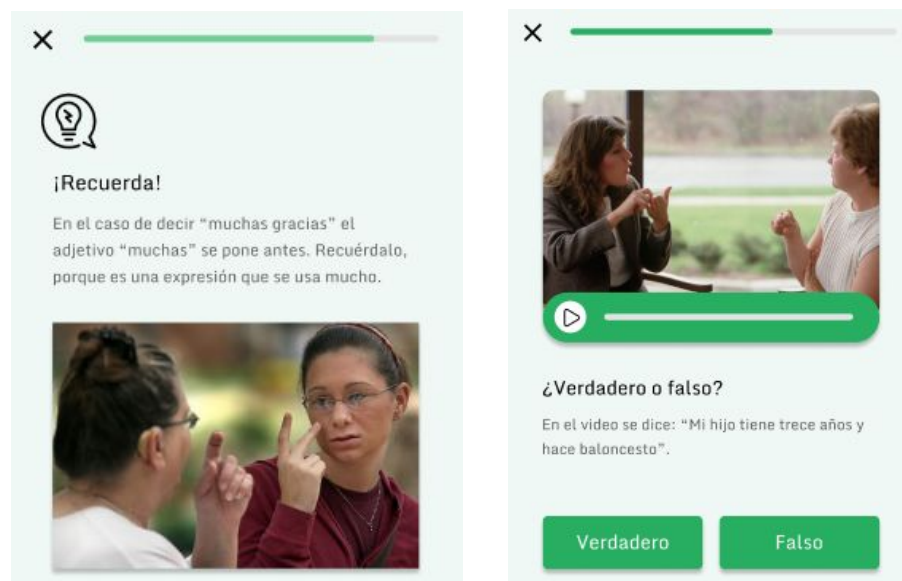 ¡Recuerda!
En el caso de decir “muchas gracias” el
adjetivo “muchas” se pone antes. Recuérdalo,
porque es una expresión que se usa mucho.
¿Verdadero o falso?
En el video se dice: “Mi hijo tiene trece años y
hace baloncesto”.
Verdadero
Falso